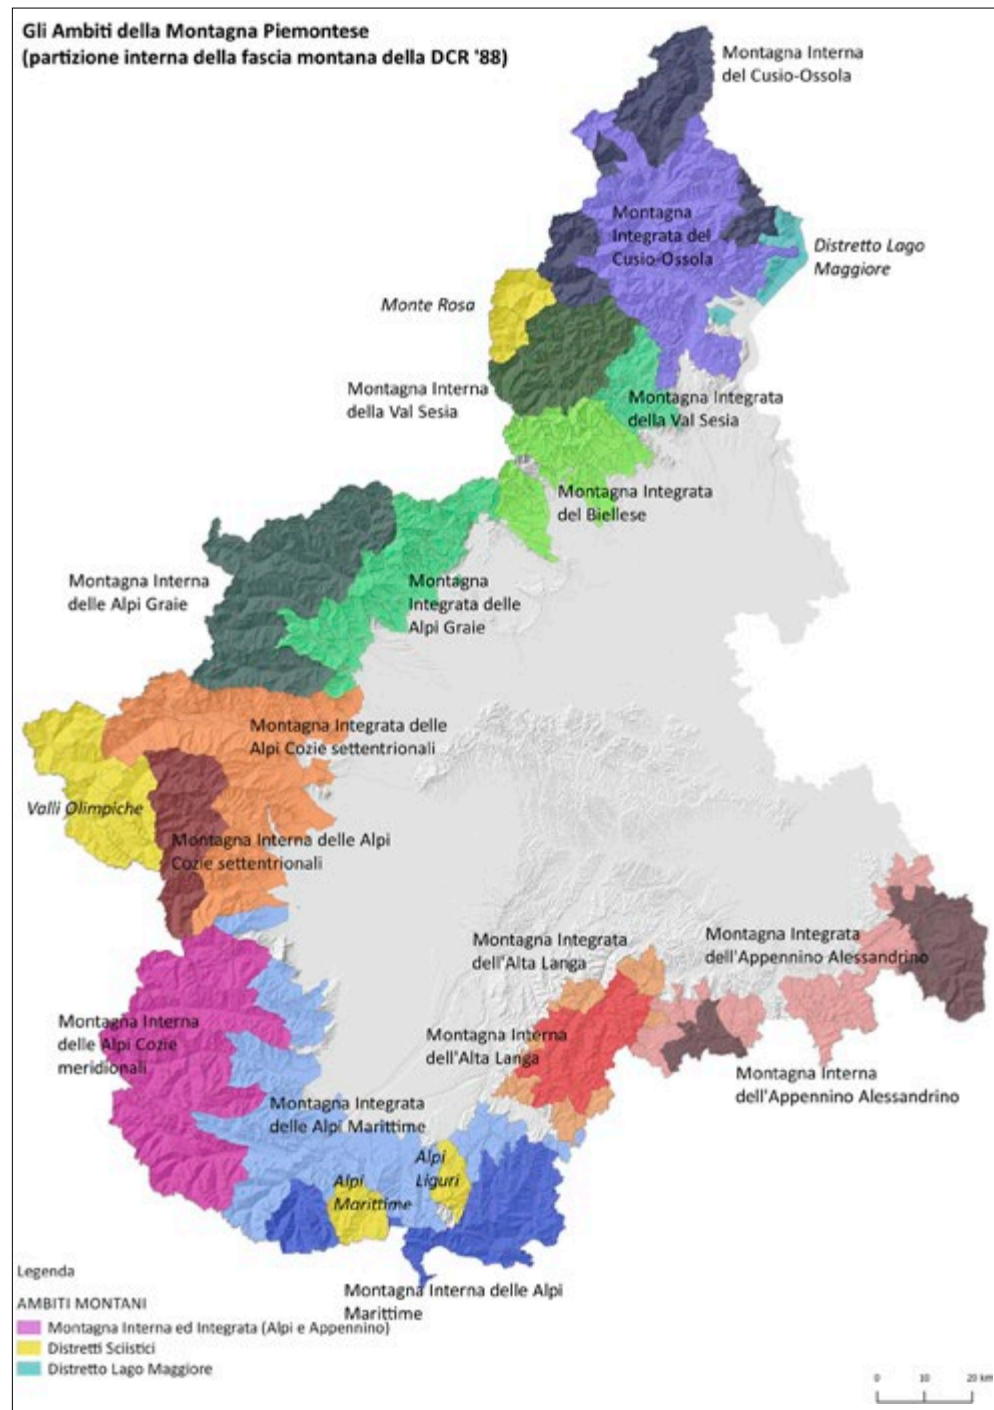 Gli Ambiti della Montagna Piemontese
(partizione interna della fascia montana della DCR '88)
Montagna Interna
del Cusio-Ossola
Montagna
Integrata del
Cusio-Ossola
Distretto Lago
Maggiore
Monte Rosa
Montagna Interna
della Val Sesia
Montagna Integrata
della Val Sesia
Montagna Integrata
del Biellese
Montagna Interna
delle Alpi Graie
Montagna
Integrata delle
Alpi Graie
Montagna Integrata delle
Alpi Cozie settentrionali
Valli Olimpiche
Montagna Interna delle Alpi
Cozie settentrionali
Montagna Integrata
dell'Alta Langa
Montagna Integrata
dell'Appennino Alessandrino
Montagna Interna
delle Alpi Cozie
meridionali
Montagna Interna
dell'Alta Langa
Montagna Interna
dell'Appennino Alessandrino
Montagna Integrata
delle Alpi Marittime
Alpi
Liguri
Alpi
Marittime
Montagna Interna delle Alpi
Marittime
Legenda
AMBITI MONTANI
Montagna Interna ed Integrata (Alpi e Appennino)
Distretti Sciistici
Distretto Lago Maggiore
0 10 20 km